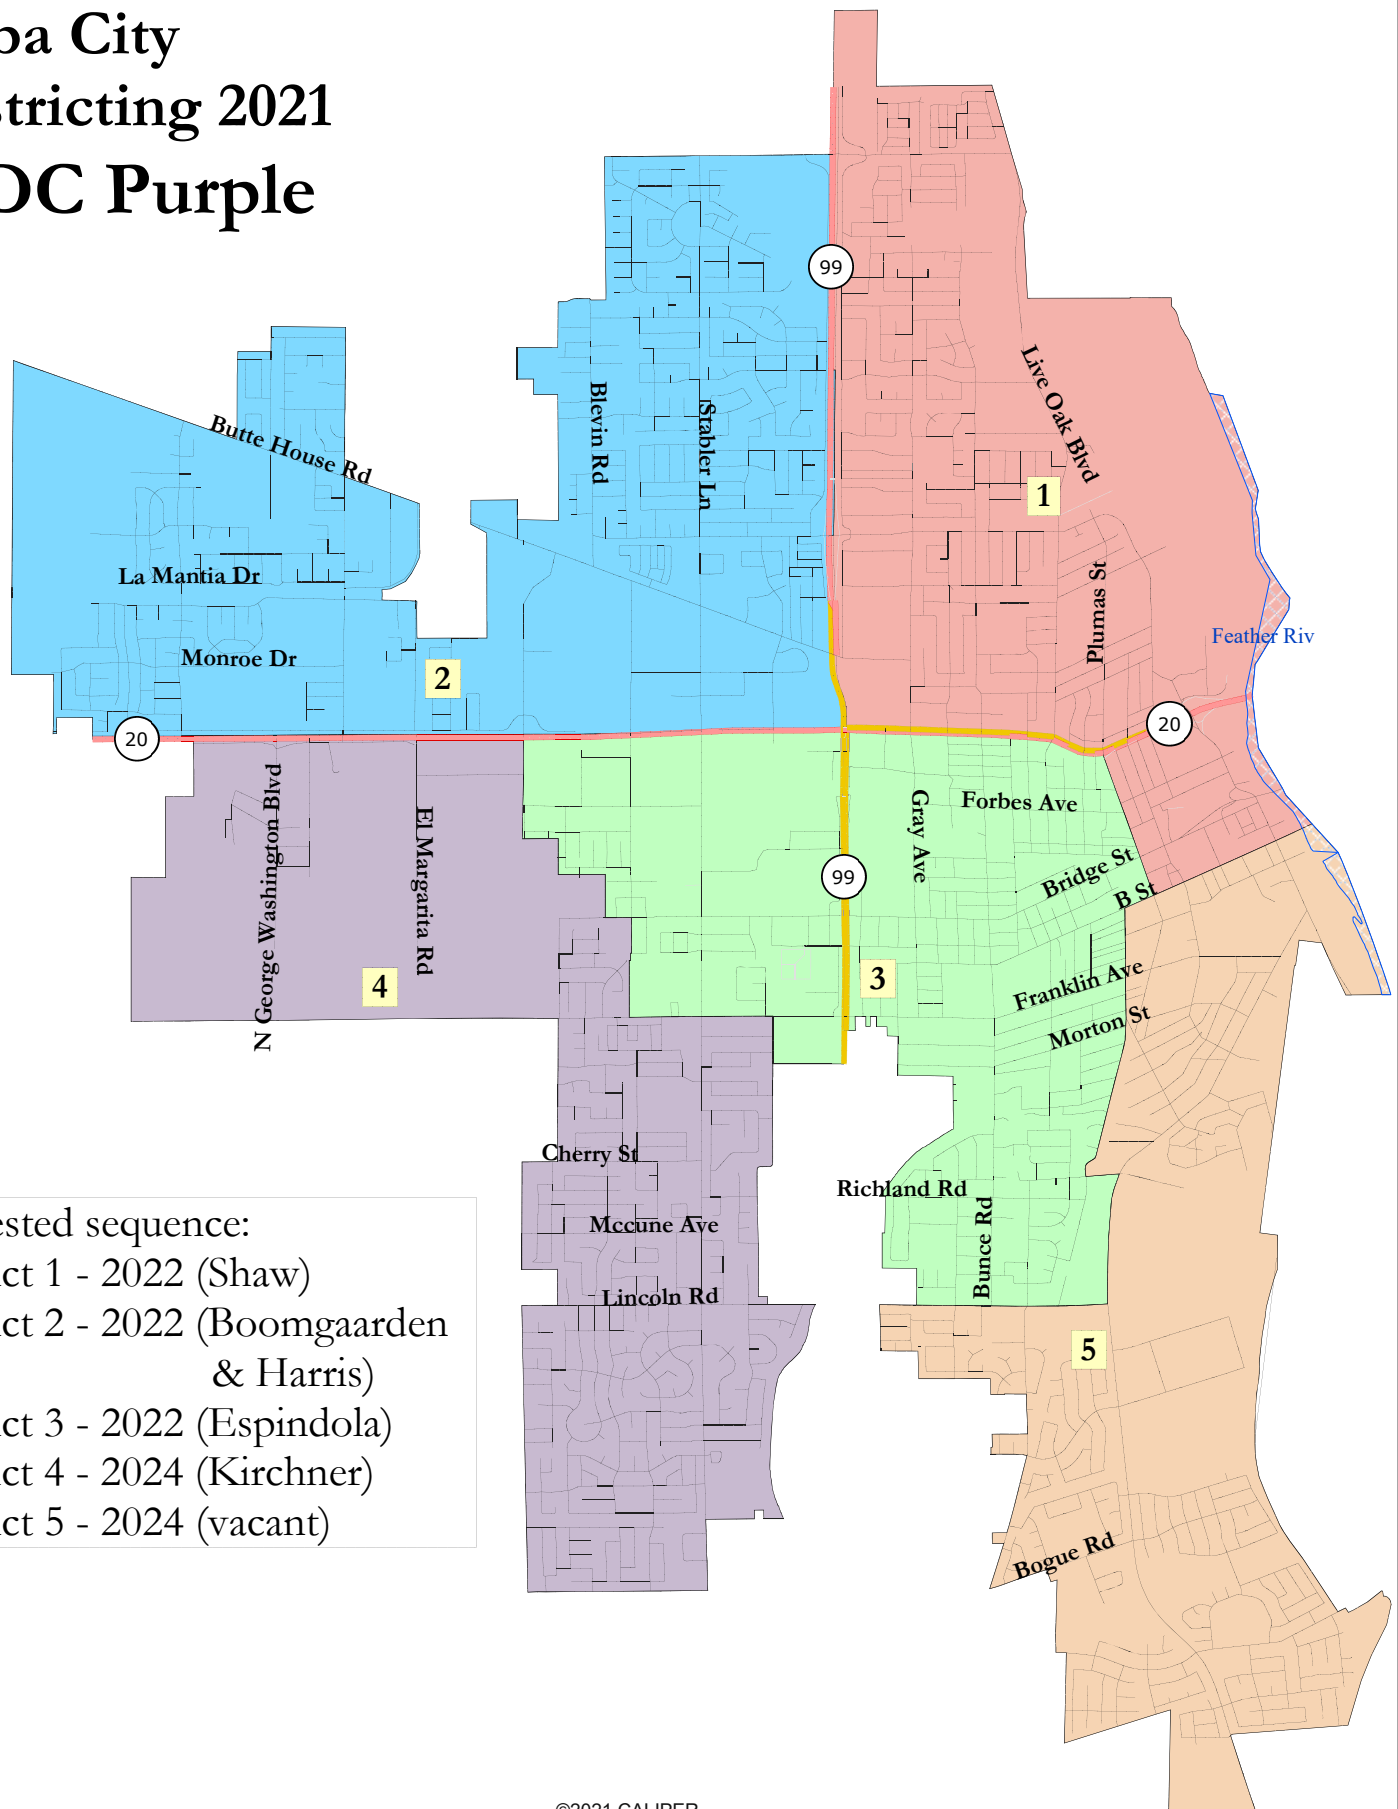 ba City
stricting 2021
DC Purple
99
Live Oak Blvd
Blevin Rd
Stabler Ln
Butte House Rd
1
La Mantia Dr
Plumas St
Feather Riv
Monroe Dr
2
20
20
N George Washington Blvd
El Margarita Rd
Gray Ave
Forbes Ave
Bridge St
B St
99
4
3
Franklin Ave
Morton St
Cherry St
Richland Rd
Mccune Ave
Bunce Rd
Lincoln Rd
5
Bogue Rd
ested sequence:
ct 1 - 2022 (Shaw)
ct 2 - 2022 (Boomgaarden
& Harris)
ct 3 - 2022 (Espindola)
ct 4 - 2024 (Kirchner)
ct 5 - 2024 (vacant)
©2021 CALIPER